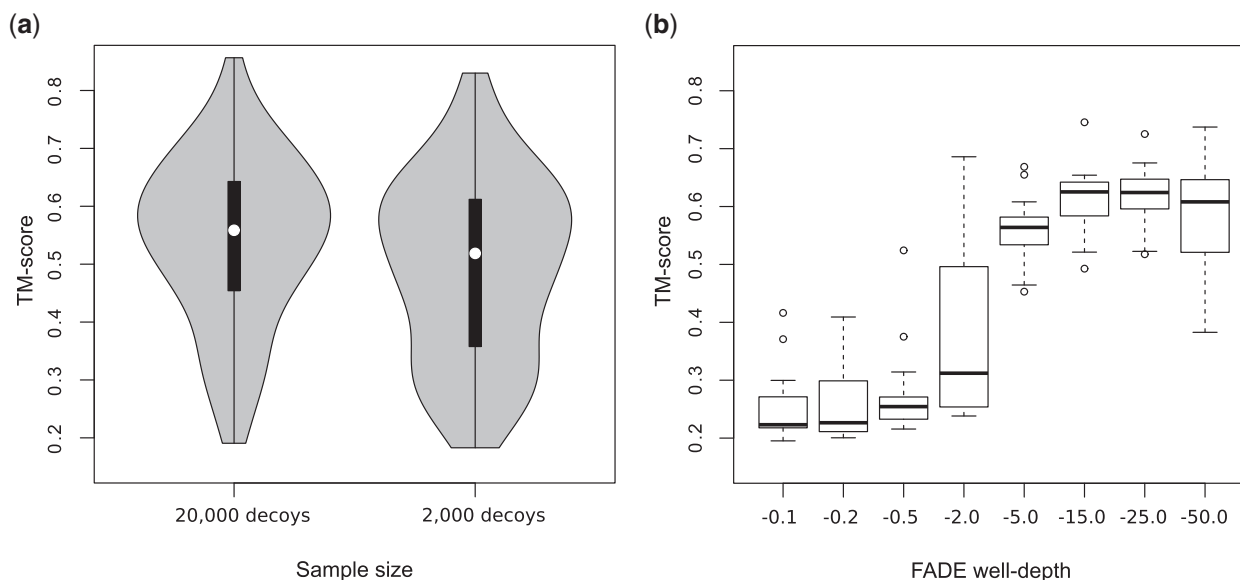 (a)
TM-score
0.8
0.7
0.6
0.5
0.4
0.3
0.2
20,000 decoys 2,000 decoys
Sample size
(b)
TM-score
0.8
0.7
0.6
0.5
0.4
0.3
0.2
-0.1 -0.2 -0.5 -2.0 -5.0 -15.0 -25.0 -50.0
FADE well-depth